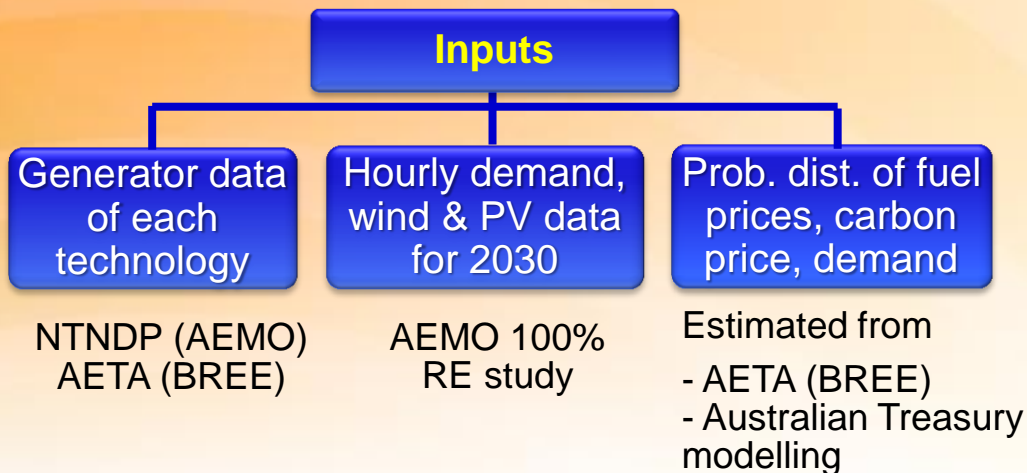 Inputs
Generator data
of each
technology
Hourly demand,
wind & PV data
for 2030
Prob. dist. of fuel
prices, carbon
price, demand
NTNDP (AEMO)
AETA (BREE)
AEMO 100%
RE study
Estimated from
- AETA (BREE)
- Australian Treasury
modelling